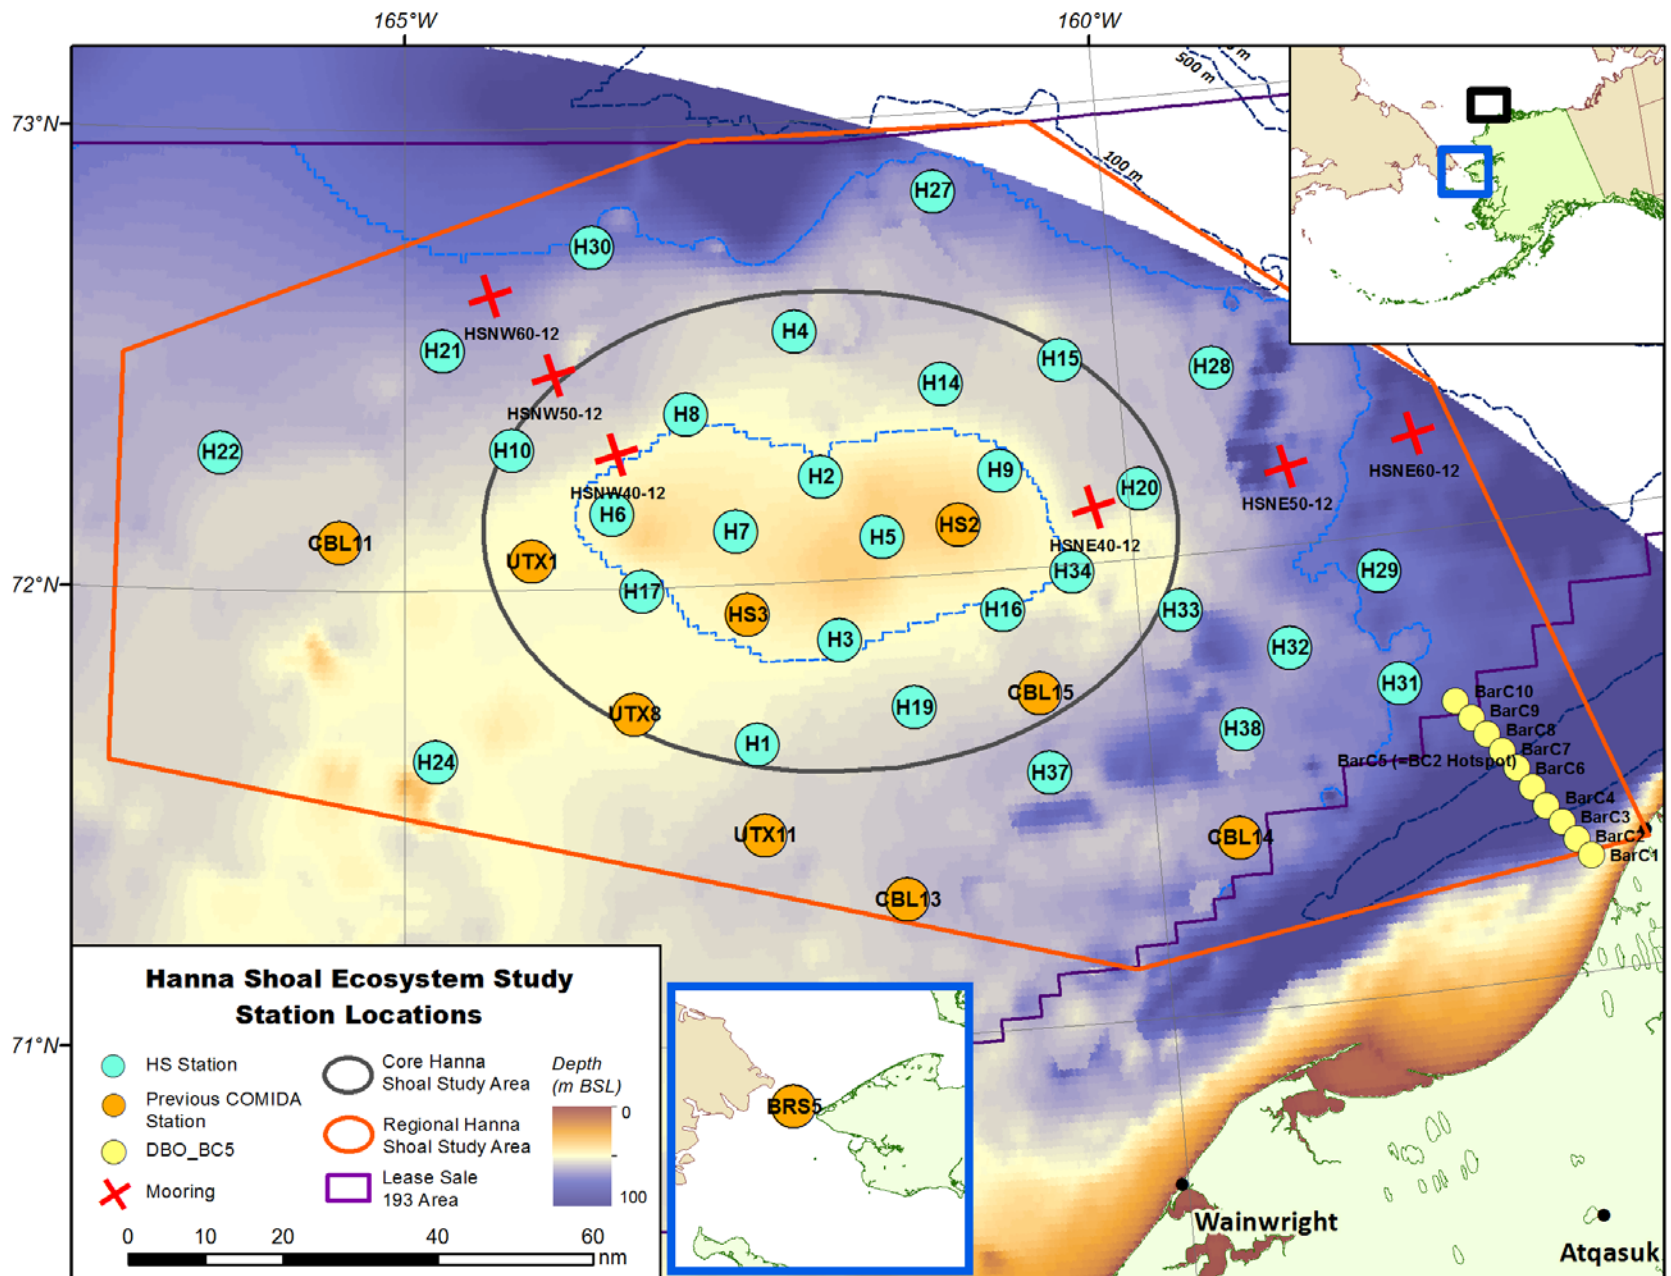 165°W
160°W
73°N
72°N
71°N
m
500 m
100 m
H27
H30
HSNW60-12
H4
H21
H15
H28
H14
HSNW50-12
H8
H10
H22
HSNE60-12
H2
H9
HSNW40-12
H20
HSNE50-12
H6
H7
H5
HS2
CBL11
UTX1
HSNE40-12
H34
H29
H17
HS3
H16
H33
H3
H32
H31
CBL15
BarC10
H19
UTX8
BarC9
H38
BarC8
H1
BarC7
H24
BarC5 (=BC2 Hotspot)
H37
BarC6
BarC4
BarC3
UTX11
CBL14
BarC2
BarC1
CBL13
Hanna Shoal Ecosystem Study
Station Locations
HS Station
Previous COMIDA
Station
DBO_BC5
Mooring
Core Hanna
Shoal Study Area
Regional Hanna
Shoal Study Area
Lease Sale
193 Area
Depth
(m BSL)
0
100
0 10 20 40 60
nm
BRS5
Wainwright
Atqasuk